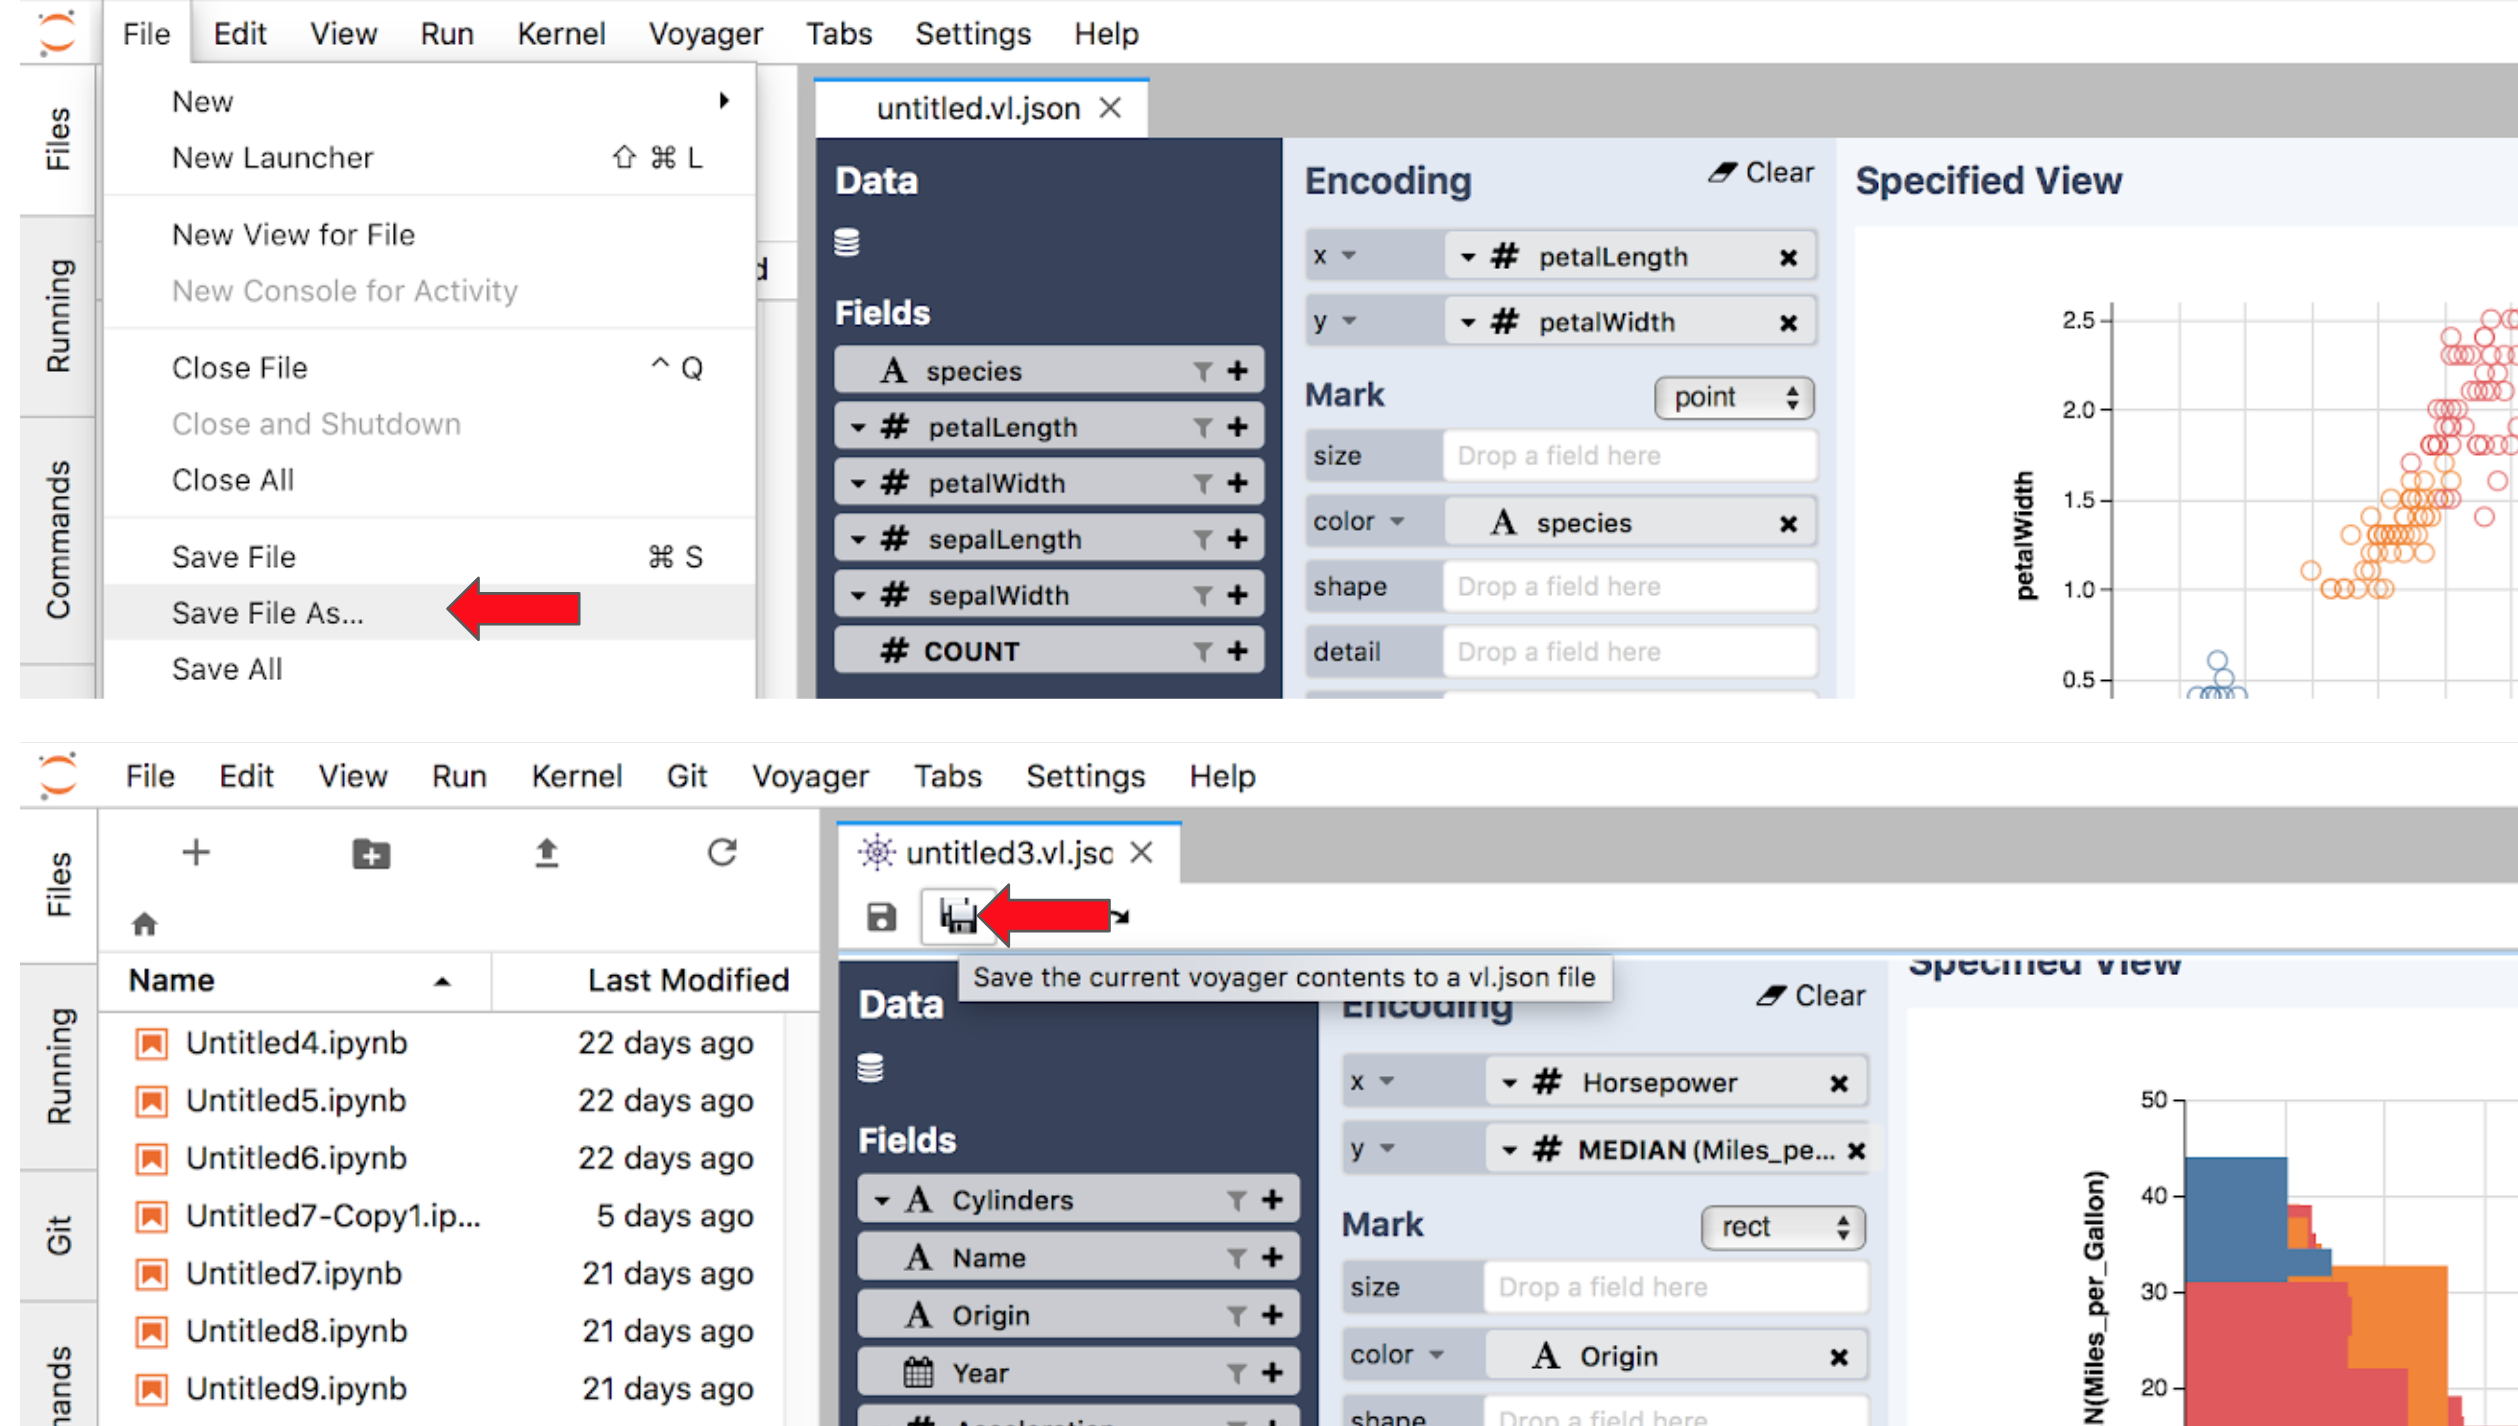 File Edit View Run Kernel Voyager Tabs Settings Help
Files
Running
Commands
New
New Launcher ⇧ ⌘ L
New View for File
New Console for Activity
Close File ^ Q
Close and Shutdown
Close All
Save File ⌘ S
Save File As...
Save All
d
untitled.vl.json
Data
Fields
A species
# petalLength
# petalWidth
# sepalLength
# sepalWidth
# COUNT
Encoding Clear
x # petalLength
y # petalWidth
Mark point
size Drop a field here
color A species
shape Drop a field here
detail Drop a field here
Specified View
petalWidth
2.5
2.0
1.5
1.0
0.5
File Edit View Run Kernel Git Voyager Tabs Settings Help
Files
Running
Git
mands
Name Last Modified
Untitled4.ipynb 22 days ago
Untitled5.ipynb 22 days ago
Untitled6.ipynb 22 days ago
Untitled7-Copy1.ip... 5 days ago
Untitled7.ipynb 21 days ago
Untitled8.ipynb 21 days ago
Untitled9.ipynb 21 days ago
untitled3.vl.jsc
Save the current voyager contents to a vl.json file
Data
Fields
A Cylinders
A Name
A Origin
Year
# Acceleration
Encoding Clear
x # Horsepower
y # MEDIAN (Miles_pe...
Mark rect
size Drop a field here
color A Origin
shape Drop a field here
Specified View
N(Miles_per_Gallon)
50
40
30
20